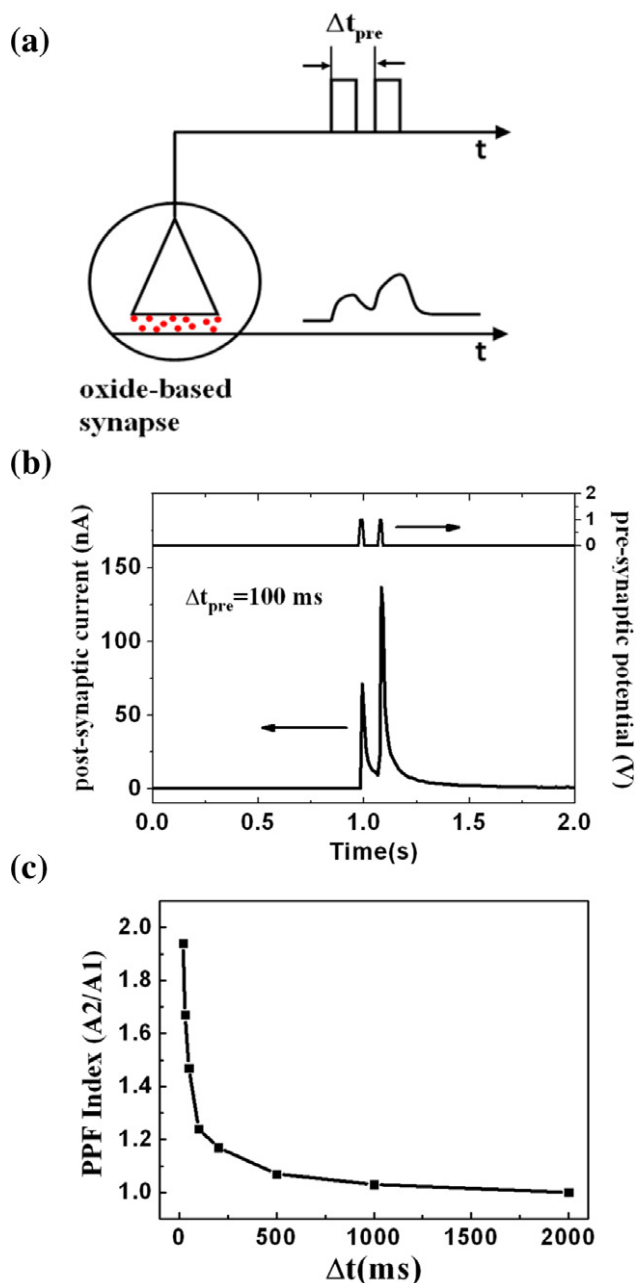 (a)
Δt_pre
t
t
oxide-based
synapse
(b)
post-synaptic current (nA)
150
100
50
0
Δt_pre=100 ms
2
1
0
pre-synaptic
potential (V)
0.0 0.5 1.0 1.5 2.0
Time(s)
(c)
PPF Index (A2/A1)
2.0
1.8
1.6
1.4
1.2
1.0
0 500 1000 1500 2000
Δt(ms)